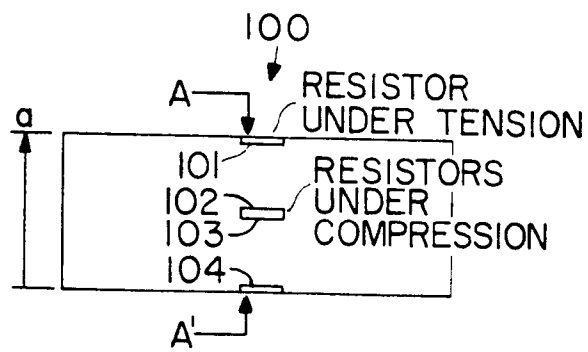 100
A
RESISTOR
UNDER TENSION
a
101
RESISTORS
UNDER
COMPRESSION
102
103
104
A'